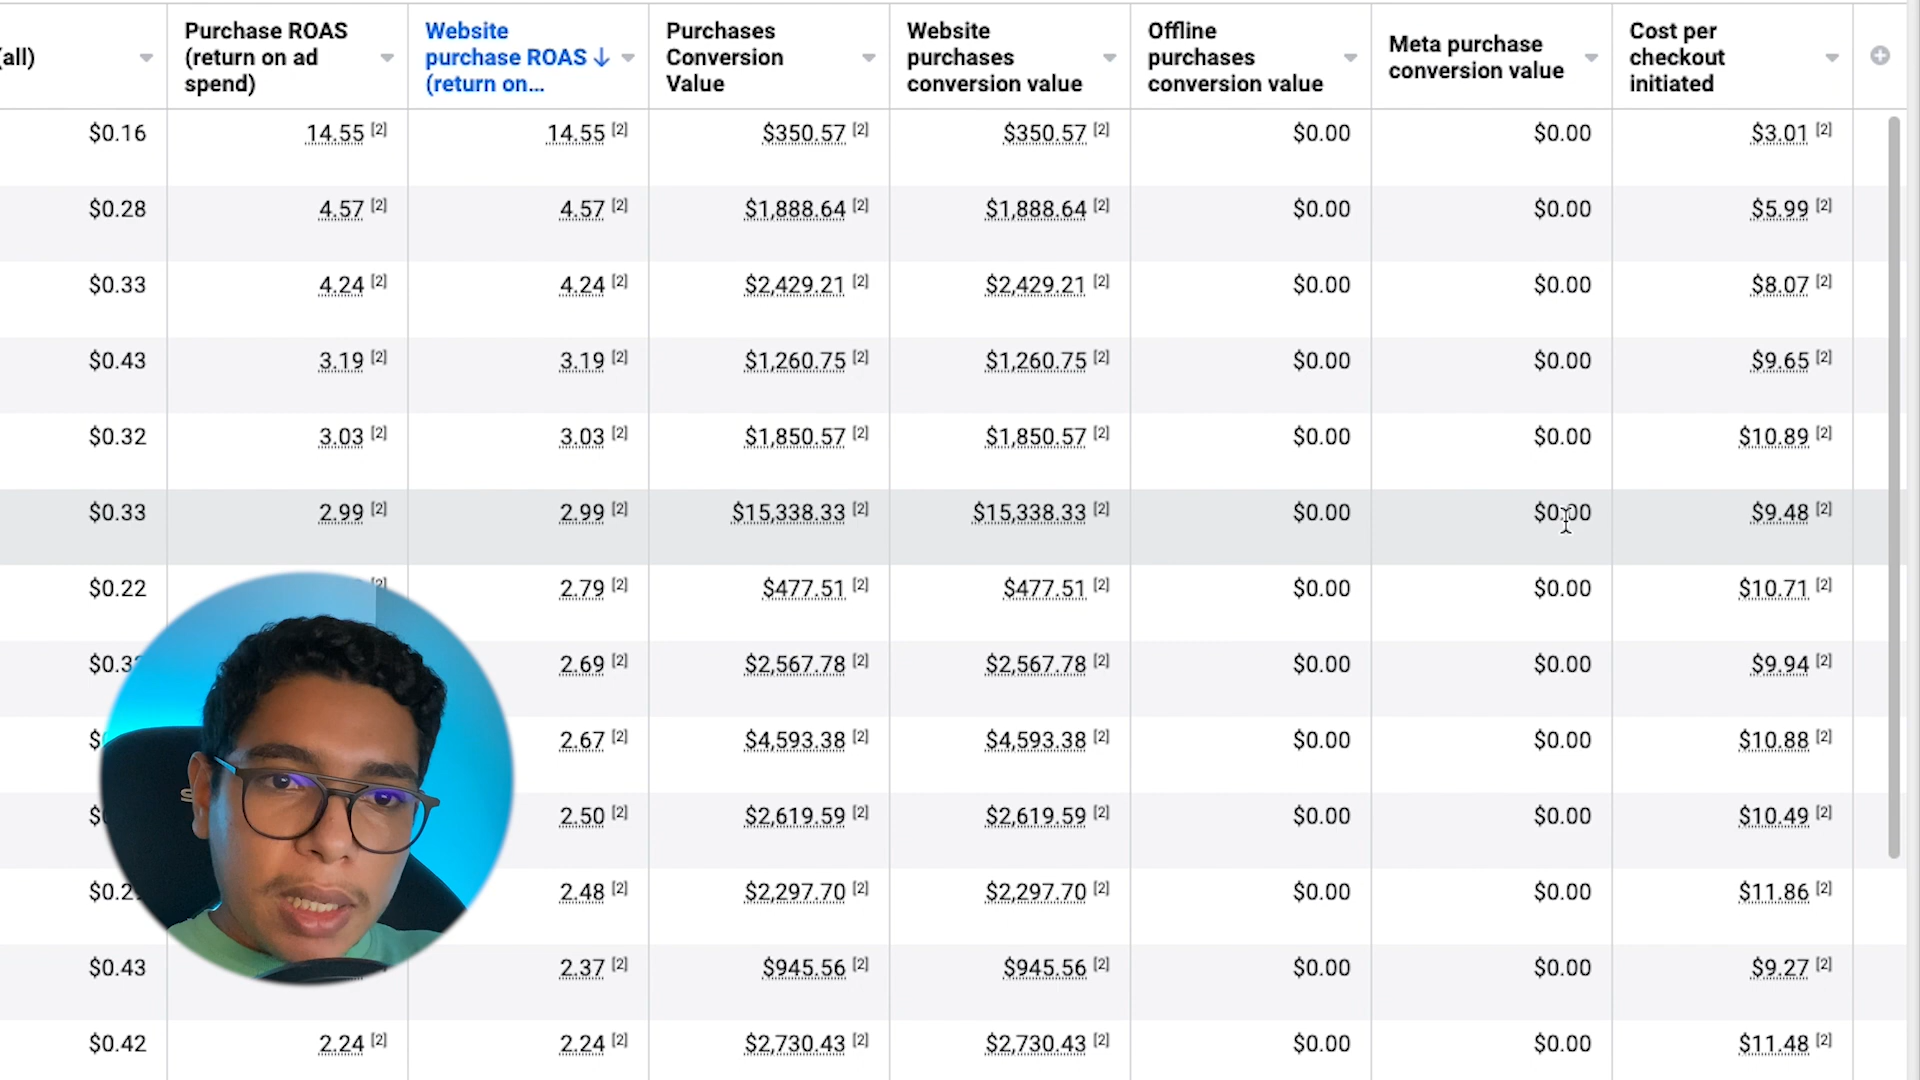 (all)
Purchase ROAS
(return on ad
spend)
Website
purchase ROAS ↓
(return on...
Purchases
Conversion
Value
Website
purchases
conversion value
Offline
purchases
conversion value
Meta purchase
conversion value
Cost per
checkout
initiated
$0.16 14.55 [2] 14.55 [2] $350.57 [2] $350.57 [2] $0.00 $0.00 $3.01 [2]
$0.28 4.57 [2] 4.57 [2] $1,888.64 [2] $1,888.64 [2] $0.00 $0.00 $5.99 [2]
$0.33 4.24 [2] 4.24 [2] $2,429.21 [2] $2,429.21 [2] $0.00 $0.00 $8.07 [2]
$0.43 3.19 [2] 3.19 [2] $1,260.75 [2] $1,260.75 [2] $0.00 $0.00 $9.65 [2]
$0.32 3.03 [2] 3.03 [2] $1,850.57 [2] $1,850.57 [2] $0.00 $0.00 $10.89 [2]
$0.33 2.99 [2] 2.99 [2] $15,338.33 [2] $15,338.33 [2] $0.00 $0.00 $9.48 [2]
$0.22 [2] 2.79 [2] $477.51 [2] $477.51 [2] $0.00 $0.00 $10.71 [2]
2.69 [2] $2,567.78 [2] $2,567.78 [2] $0.00 $0.00 $9.94 [2]
2.67 [2] $4,593.38 [2] $4,593.38 [2] $0.00 $0.00 $10.88 [2]
2.50 [2] $2,619.59 [2] $2,619.59 [2] $0.00 $0.00 $10.49 [2]
2.48 [2] $2,297.70 [2] $2,297.70 [2] $0.00 $0.00 $11.86 [2]
$0.43 2.37 [2] $945.56 [2] $945.56 [2] $0.00 $0.00 $9.27 [2]
$0.42 2.24 [2] 2.24 [2] $2,730.43 [2] $2,730.43 [2] $0.00 $0.00 $11.48 [2]